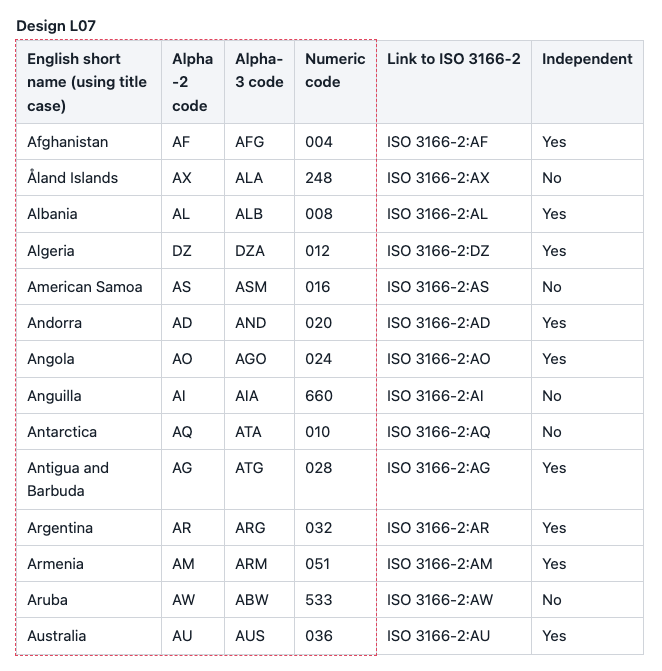 Design L07
English short name (using title case) Alpha-2 code Alpha-3 code Numeric code Link to ISO 3166-2 Independent
Afghanistan AF AFG 004 ISO 3166-2:AF Yes
Åland Islands AX ALA 248 ISO 3166-2:AX No
Albania AL ALB 008 ISO 3166-2:AL Yes
Algeria DZ DZA 012 ISO 3166-2:DZ Yes
American Samoa AS ASM 016 ISO 3166-2:AS No
Andorra AD AND 020 ISO 3166-2:AD Yes
Angola AO AGO 024 ISO 3166-2:AO Yes
Anguilla AI AIA 660 ISO 3166-2:AI No
Antarctica AQ ATA 010 ISO 3166-2:AQ No
Antigua and Barbuda AG ATG 028 ISO 3166-2:AG Yes
Argentina AR ARG 032 ISO 3166-2:AR Yes
Armenia AM ARM 051 ISO 3166-2:AM Yes
Aruba AW ABW 533 ISO 3166-2:AW No
Australia AU AUS 036 ISO 3166-2:AU Yes